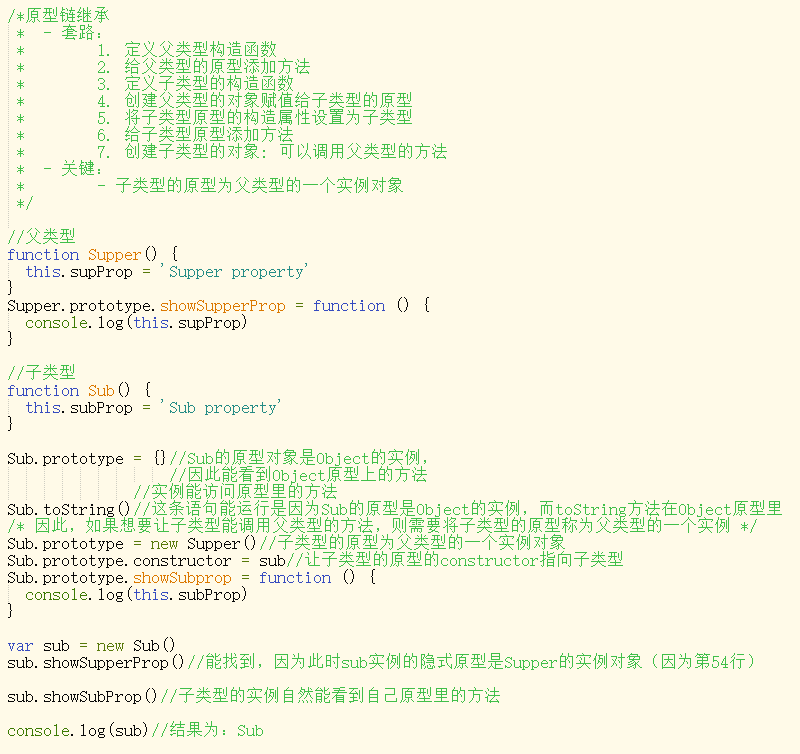 /*原型链继承
 *  - 套路:
 *        1. 定义父类型构造函数
 *        2. 给父类型的原型添加方法
 *        3. 定义子类型的构造函数
 *        4. 创建父类型的对象赋值给子类型的原型
 *        5. 将子类型原型的构造属性设置为子类型
 *        6. 给子类型原型添加方法
 *        7. 创建子类型的对象: 可以调用父类型的方法
 *  - 关键:
 *        - 子类型的原型为父类型的一个实例对象
 */
//父类型
function Supper() {
  this.supProp = 'Supper property'
}
Supper.prototype.showSupperProp = function () {
  console.log(this.supProp)
}
//子类型
function Sub() {
  this.subProp = 'Sub property'
}
Sub.prototype = {}//Sub的原型对象是Object的实例，
                  //因此能看到Object原型上的方法
              //实例能访问原型里的方法
Sub.toString()//这条语句能运行是因为Sub的原型是Object的实例，而toString方法在Object原型里
/* 因此，如果想要让子类型能调用父类型的方法，则需要将子类型的原型称为父类型的一个实例 */
Sub.prototype = new Supper()//子类型的原型为父类型的一个实例对象
Sub.prototype.constructor = sub//让子类型的原型的constructor指向子类型
Sub.prototype.showSubprop = function () {
  console.log(this.subProp)
}
var sub = new Sub()
sub.showSupperProp()//能找到，因为此时sub实例的隐式原型是Supper的实例对象（因为第54行）
sub.showSubProp()//子类型的实例自然能看到自己原型里的方法
console.log(sub)//结果为：Sub